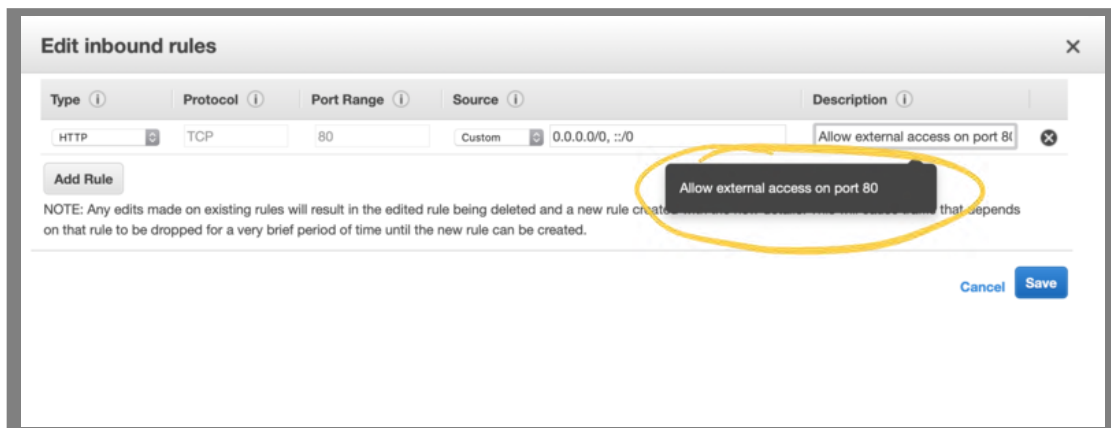 Edit inbound rules
Type Protocol Port Range Source Description
HTTP TCP 80 Custom 0.0.0.0/0, ::/0 Allow external access on port 8
Allow external access on port 80
Add Rule
NOTE: Any edits made on existing rules will result in the edited rule being deleted and a new rule that depends
on that rule to be dropped for a very brief period of time until the new rule can be created.
Cancel Save